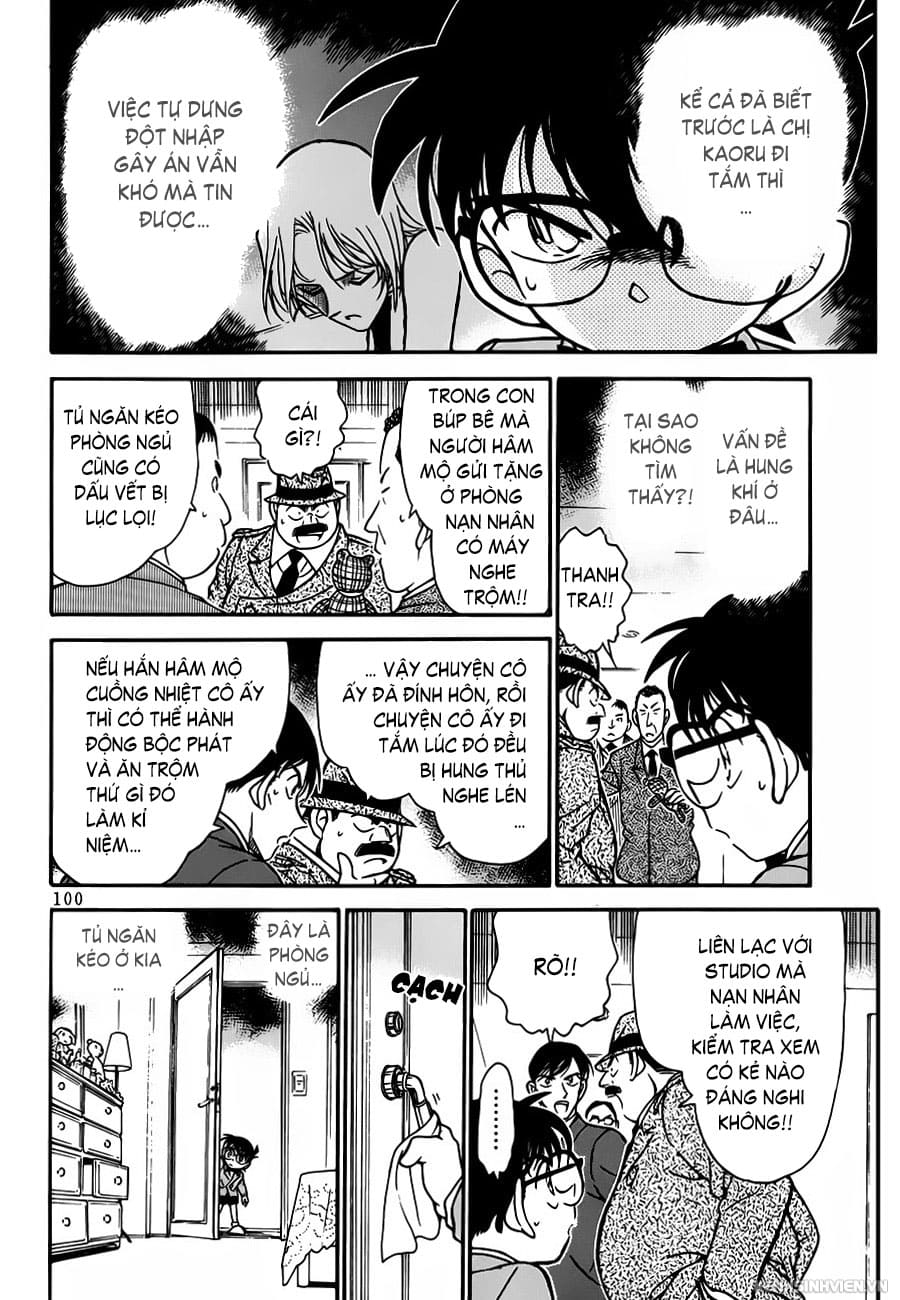 KỂ CẢ ĐÃ BIẾT
TRƯỚC LÀ CHỊ
KAORU ĐI
TẮM THÌ
...
VIỆC TỰ DƯNG
ĐỘT NHẬP
GÂY ÁN VẪN
KHÓ MÀ TIN
ĐƯỢC...
VẤN ĐỀ
LÀ HUNG
KHÍ Ở
ĐÂU...
TẠI SAO
KHÔNG
TÌM
THẤY?!
THANH
TRA!!
TRONG CON
BÚP BÊ MÀ
NGƯỜI HÂM
MỘ GỬI TẶNG
Ở PHÒNG
NẠN NHÂN
CÓ MÁY
NGHE
TRỘM!!
CÁI
GÌ?!
TỦ NGĂN KÉO
PHÒNG NGỦ
CŨNG CÓ
DẤU VẾT BỊ
LỤC LỌI!
... VẬY CHUYỆN CÔ
ẤY ĐÃ ĐÍNH HÔN, RỒI
CHUYỆN CÔ ẤY ĐI
TẮM LÚC ĐÓ ĐỀU
BỊ HUNG THỦ
NGHE LÉN
...
NẾU HẮN HÂM MỘ
CUỒNG NHIỆT CÔ ẤY
THÌ CÓ THỂ HÀNH
ĐỘNG BỘC PHÁT
VÀ ĂN TRỘM
THỨ GÌ ĐÓ
LÀM KỈ
NIỆM...
100
LIÊN LẠC VỚI
STUDIO MÀ
NẠN NHÂN
LÀM VIỆC,
KIỂM TRA XEM
CÓ KẺ NÀO
ĐÁNG NGHI
KHÔNG!!
RÕ!!
.........
CẠCH
ĐÂY LÀ
PHÒNG
NGỦ...
TỦ NGĂN
KÉO Ở KIA
...